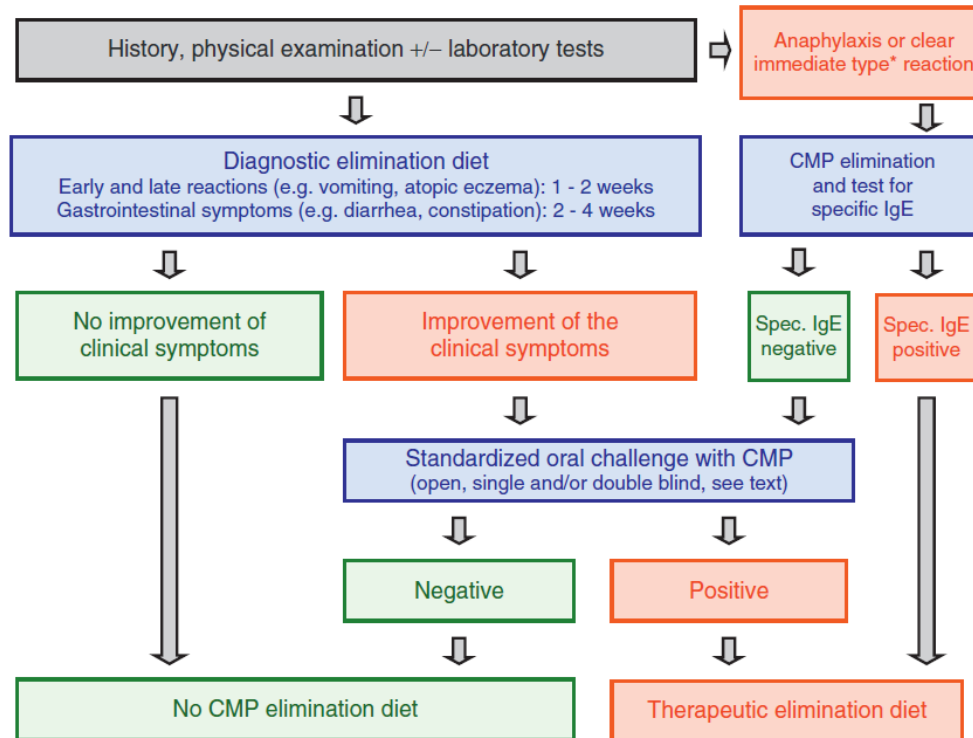 History, physical examination +/– laboratory tests
Anaphylaxis or clear
immediate type* reaction
Diagnostic elimination diet
Early and late reactions (e.g. vomiting, atopic eczema): 1 - 2 weeks
Gastrointestinal symptoms (e.g. diarrhea, constipation): 2 - 4 weeks
CMP elimination
and test for
specific IgE
No improvement of
clinical symptoms
Improvement of the
clinical symptoms
Spec. IgE
negative
Spec. IgE
positive
Standardized oral challenge with CMP
(open, single and/or double blind, see text)
Negative
Positive
No CMP elimination diet
Therapeutic elimination diet